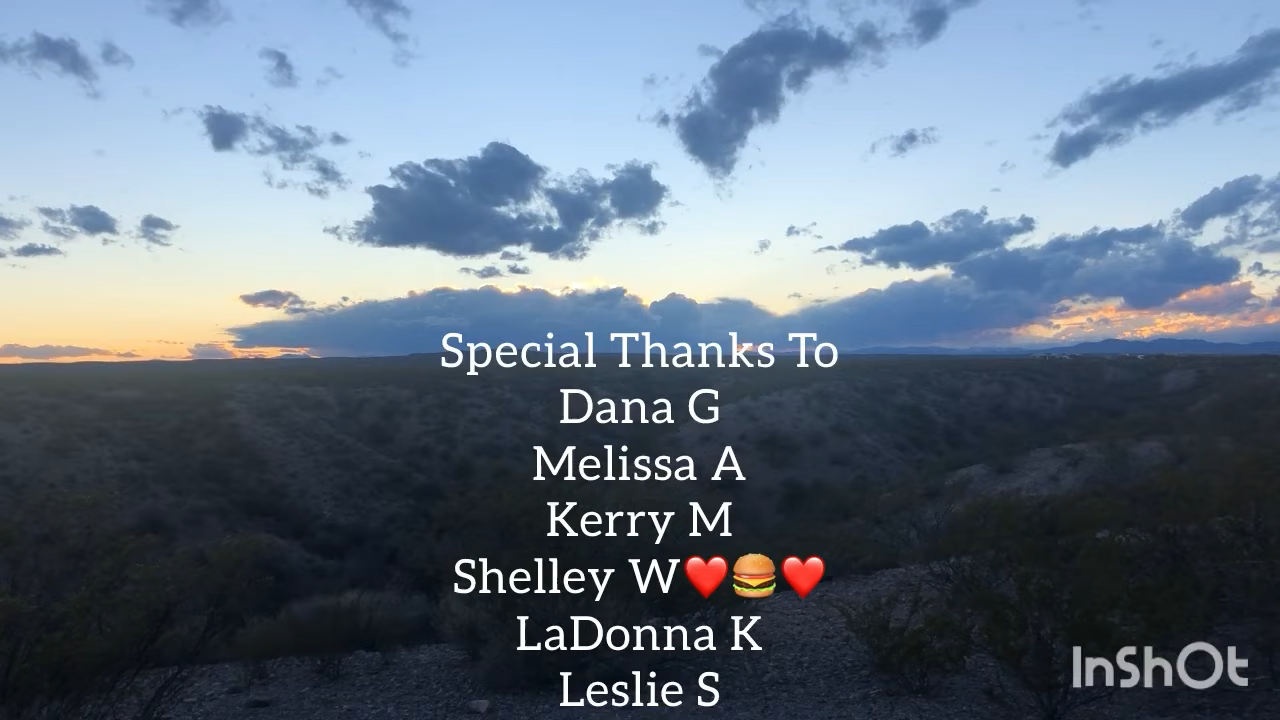 Special Thanks To
Dana G
Melissa A
Kerry M
Shelley W❤️🍔❤️
LaDonna K
Leslie S
InShOt